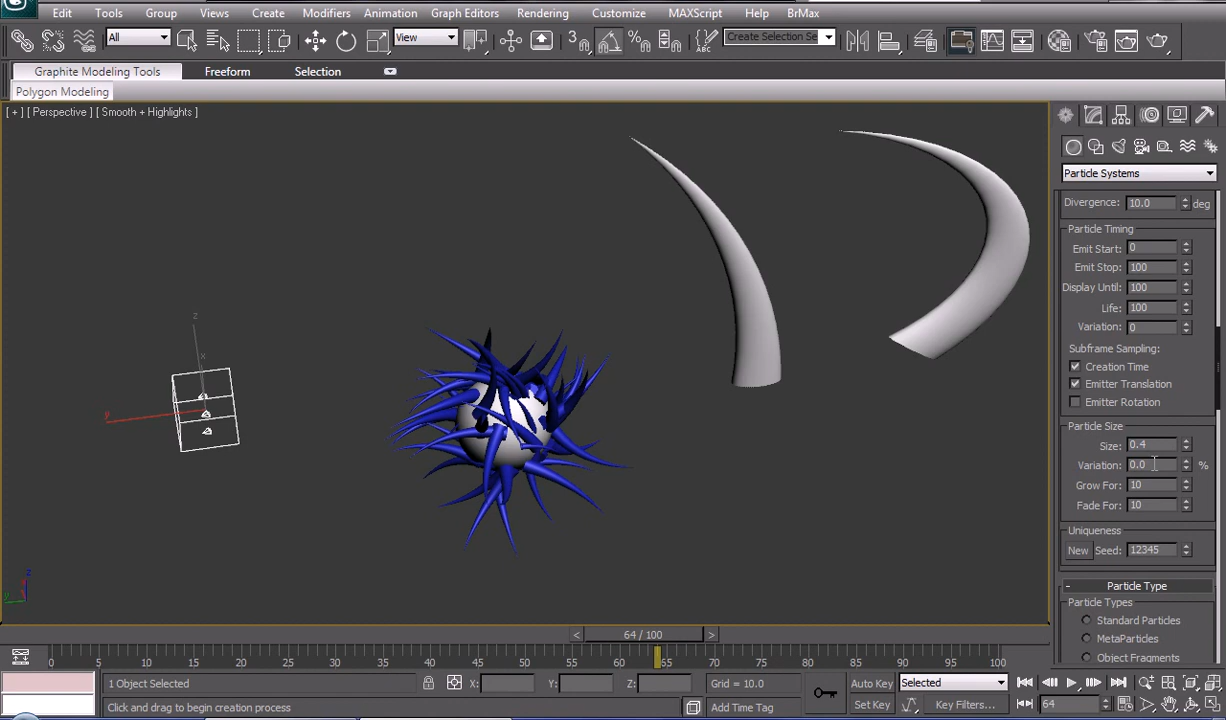 Edit Tools Group Views Create Modifiers Animation Graph Editors Rendering Customize MAXScript Help BrMax
All View 3 Create Selection Se
Graphite Modeling Tools Freeform Selection
Polygon Modeling
[ + ] [ Perspective ] [ Smooth + Highlights ]
Particle Systems
Divergence: 10.0 deg
Particle Timing
Emit Start: 0
Emit Stop: 100
Display Until: 100
Life: 100
Variation: 0
Subframe Sampling:
Creation Time
Emitter Translation
Emitter Rotation
Particle Size
Size: 0.4
Variation: 0.0 %
Grow For: 10
Fade For: 10
Uniqueness
New Seed: 12345
- Particle Type
Particle Types
Standard Particles
MetaParticles
Object Fragments
z
x
y
z
y
< 64 / 100 >
0 5 10 15 20 25 30 35 40 45 50 55 60 65 70 75 80 85 90 95 100
1 Object Selected X: Y: Z: Grid = 10.0 Auto Key Selected
Click and drag to begin creation process Add Time Tag Set Key Key Filters... 64